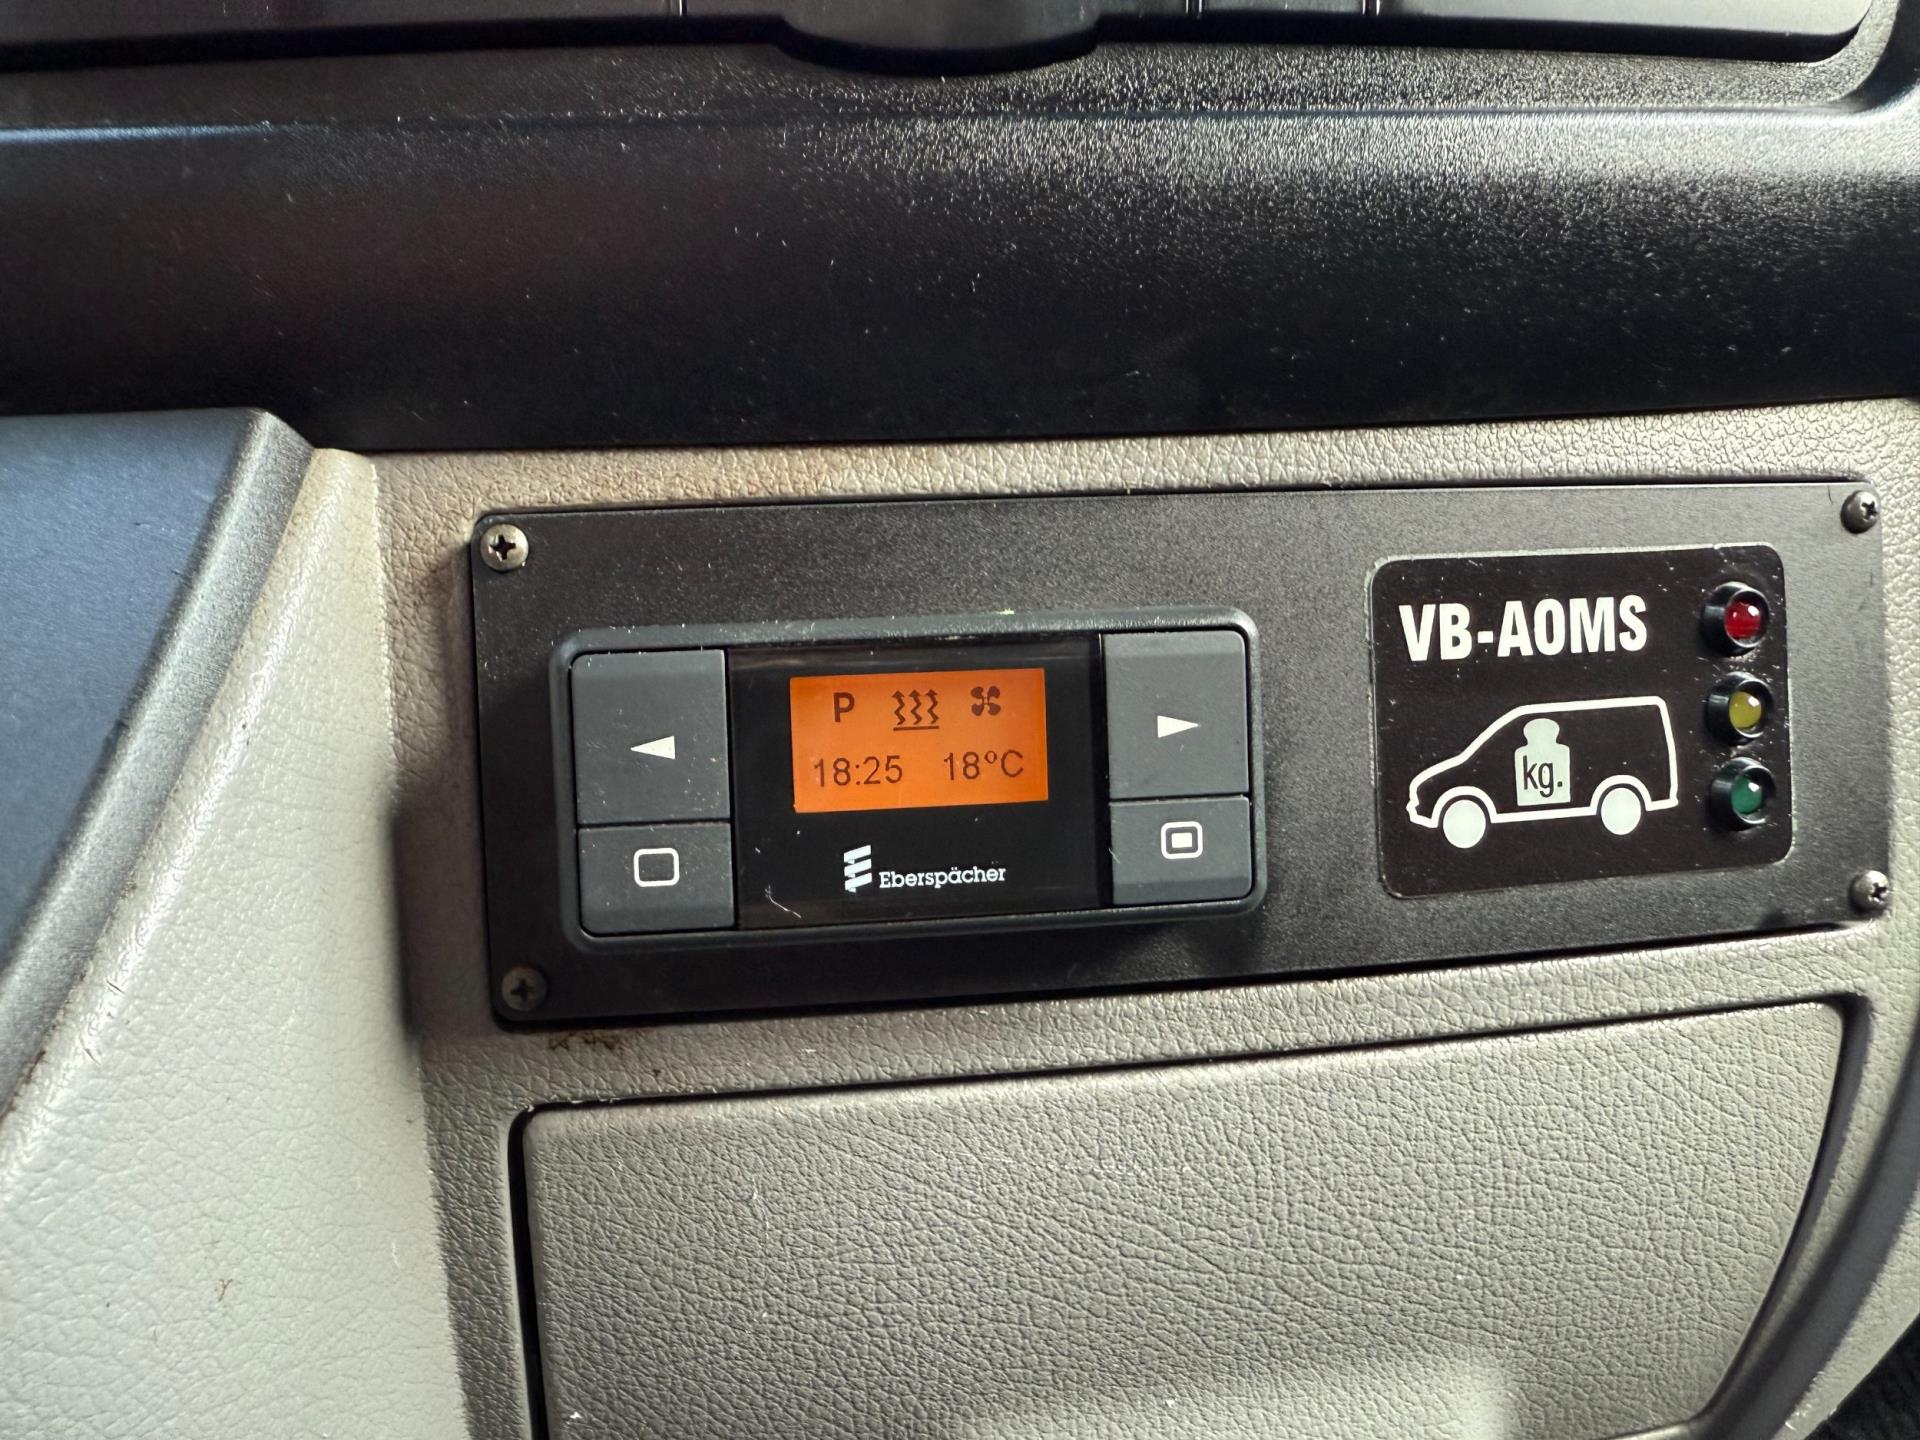 P
18:25 18°C
Eberspächer
VB-AOMS
kg.